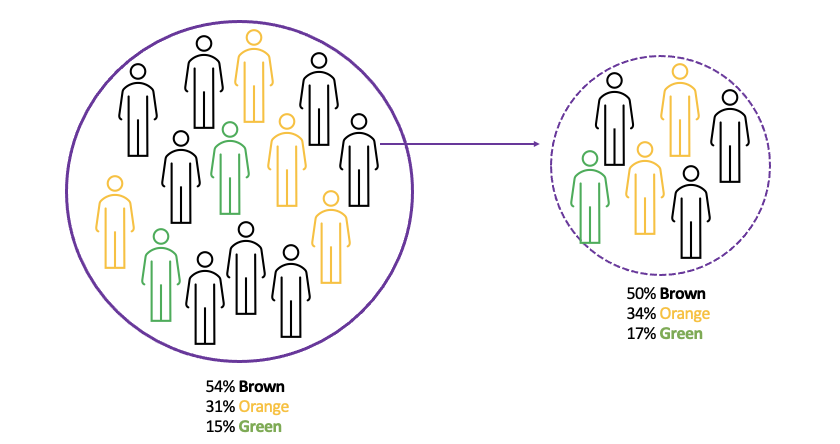 54% Brown
31% Orange
15% Green
50% Brown
34% Orange
17% Green